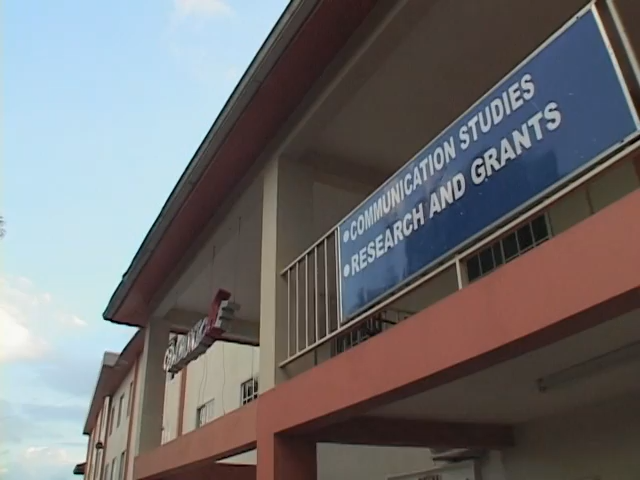 • COMMUNICATION STUDIES
• RESEARCH AND GRANTS